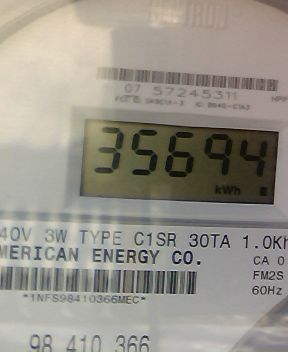 TRON
07 57245311
35694
kWh
40V 3W TYPE C1SR 30TA 1.0Kh
MERICAN ENERGY CO.
CA 0
FM2S
60Hz
*1NFS98410366MEC*
98 410 366